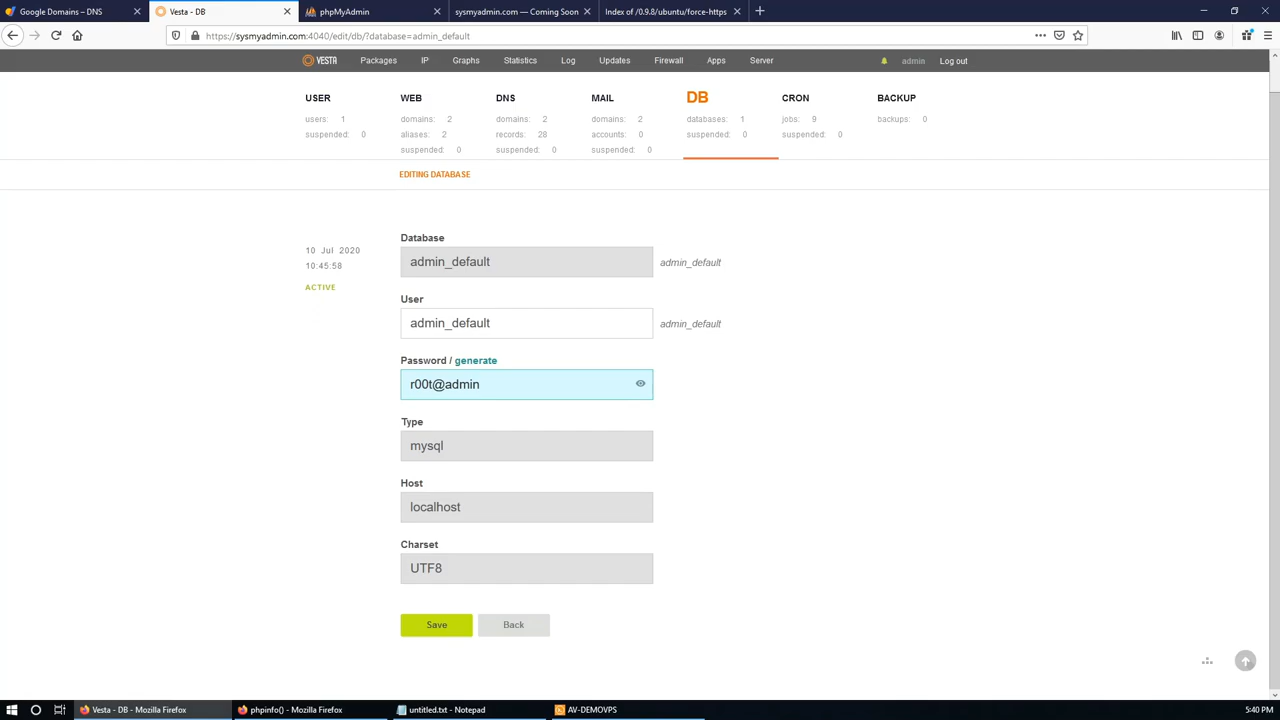 Google Domains – DNS
Vesta - DB
phpMyAdmin
sysmyadmin.com — Coming Soon
Index of /0.9.8/ubuntu/force-https
https://sysmyadmin.com:4040/edit/db/?database=admin_default
VESTA Packages IP Graphs Statistics Log Updates Firewall Apps Server admin Log out
USER WEB DNS MAIL DB CRON BACKUP
users: 1 domains: 2 domains: 2 domains: 2 databases: 1 jobs: 9 backups: 0
suspended: 0 aliases: 2 records: 28 accounts: 0 suspended: 0 suspended: 0
suspended: 0 suspended: 0 suspended: 0
EDITING DATABASE
10 Jul 2020
10:45:58
ACTIVE
Database
admin_default admin_default
User
admin_default admin_default
Password / generate
r00t@admin
Type
mysql
Host
localhost
Charset
UTF8
Save Back
Vesta - DB - Mozilla Firefox
phpinfo() - Mozilla Firefox
untitled.txt - Notepad
AV-DEMOVPS
5:40 PM